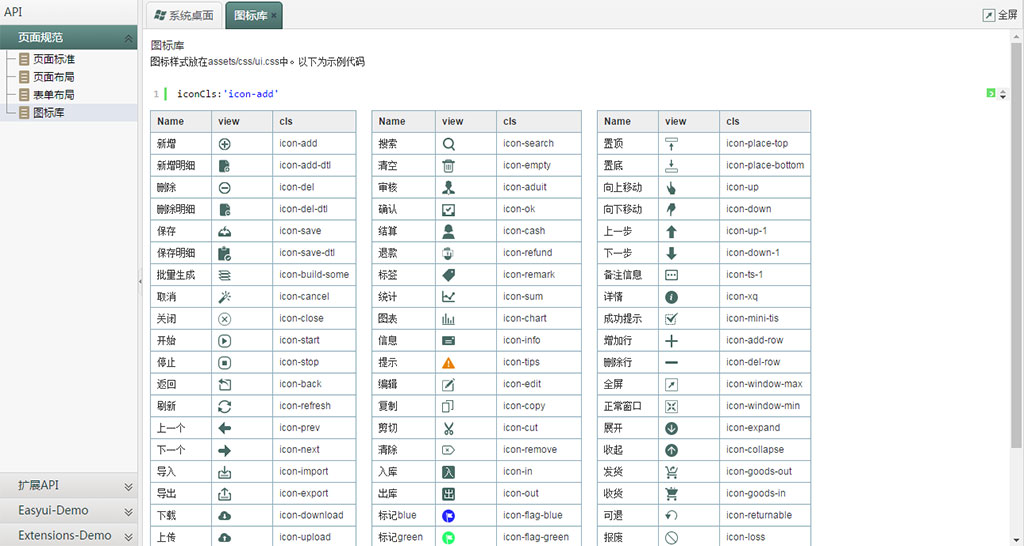 API
页面规范
页面标准
页面布局
表单布局
图标库
扩展API
Easyui-Demo
Extensions-Demo
系统桌面 图标库 × 全屏
图标库
图标样式放在assets/css/ui.css中。以下为示例代码
1 iconCls:'icon-add'
Name view cls
新增 icon-add
新增明细 icon-add-dtl
删除 icon-del
删除明细 icon-del-dtl
保存 icon-save
保存明细 icon-save-dtl
批量生成 icon-build-some
取消 icon-cancel
关闭 icon-close
开始 icon-start
停止 icon-stop
返回 icon-back
刷新 icon-refresh
上一个 icon-prev
下一个 icon-next
导入 icon-import
导出 icon-export
下载 icon-download
上传 icon-upload
Name view cls
搜索 icon-search
清空 icon-empty
审核 icon-aduit
确认 icon-ok
结算 icon-cash
退款 icon-refund
标签 icon-remark
统计 icon-sum
图表 icon-chart
信息 icon-info
提示 icon-tips
编辑 icon-edit
复制 icon-copy
剪切 icon-cut
清除 icon-remove
入库 入 icon-in
出库 出 icon-out
标记blue icon-flag-blue
标记green icon-flag-green
Name view cls
置顶 icon-place-top
置底 icon-place-bottom
向上移动 icon-up
向下移动 icon-down
上一步 icon-up-1
下一步 icon-down-1
备注信息 icon-ts-1
详情 icon-xq
成功提示 icon-mini-tis
增加行 icon-add-row
删除行 icon-del-row
全屏 icon-window-max
正常窗口 icon-window-min
展开 icon-expand
收起 icon-collapse
发货 icon-goods-out
收货 icon-goods-in
可退 icon-returnable
报废 icon-loss